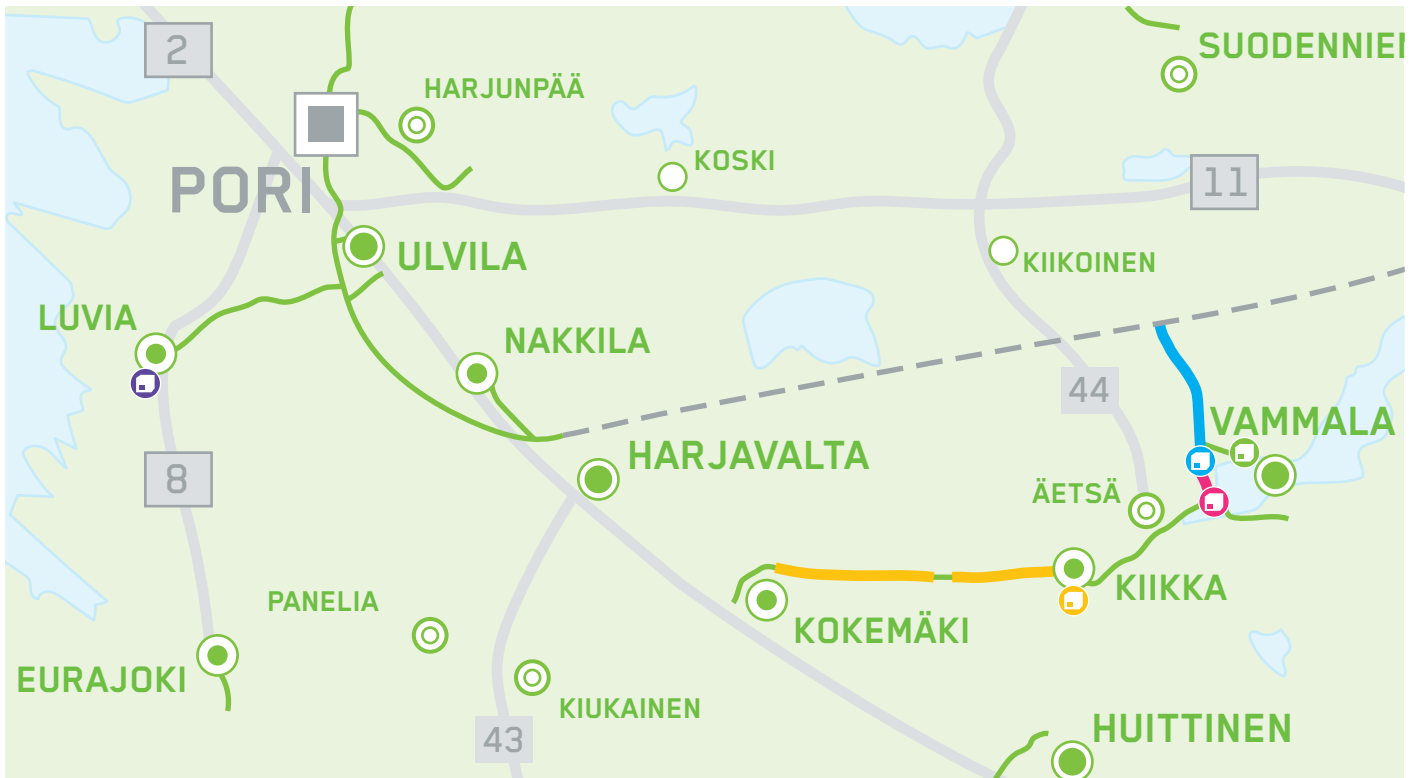 2
SUODENNIEM
HARJUNPÄÄ
KOSKI
PORI
11
ULVILA
KIIKOINEN
LUVIA
NAKKILA
44
VAMMALA
HARJAVALTA
8
ÄETSÄ
KIIKKA
PANELIA
KOKEMÄKI
EURAJOKI
KIUKAINEN
43
HUITTINEN